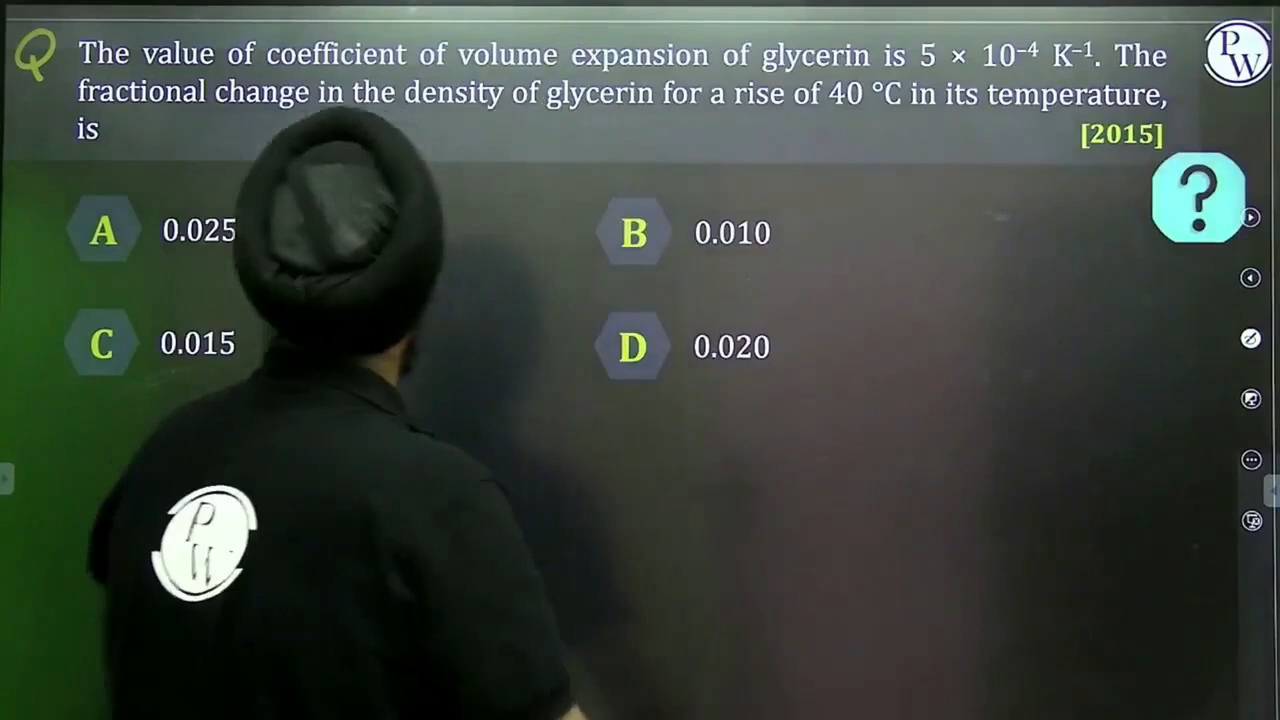 Q The value of coefficient of volume expansion of glycerin is 5 × 10⁻⁴ K⁻¹. The
fractional change in the density of glycerin for a rise of 40 °C in its temperature,
is [2015]
A 0.025
B 0.010
C 0.015
D 0.020
?
P
W
P